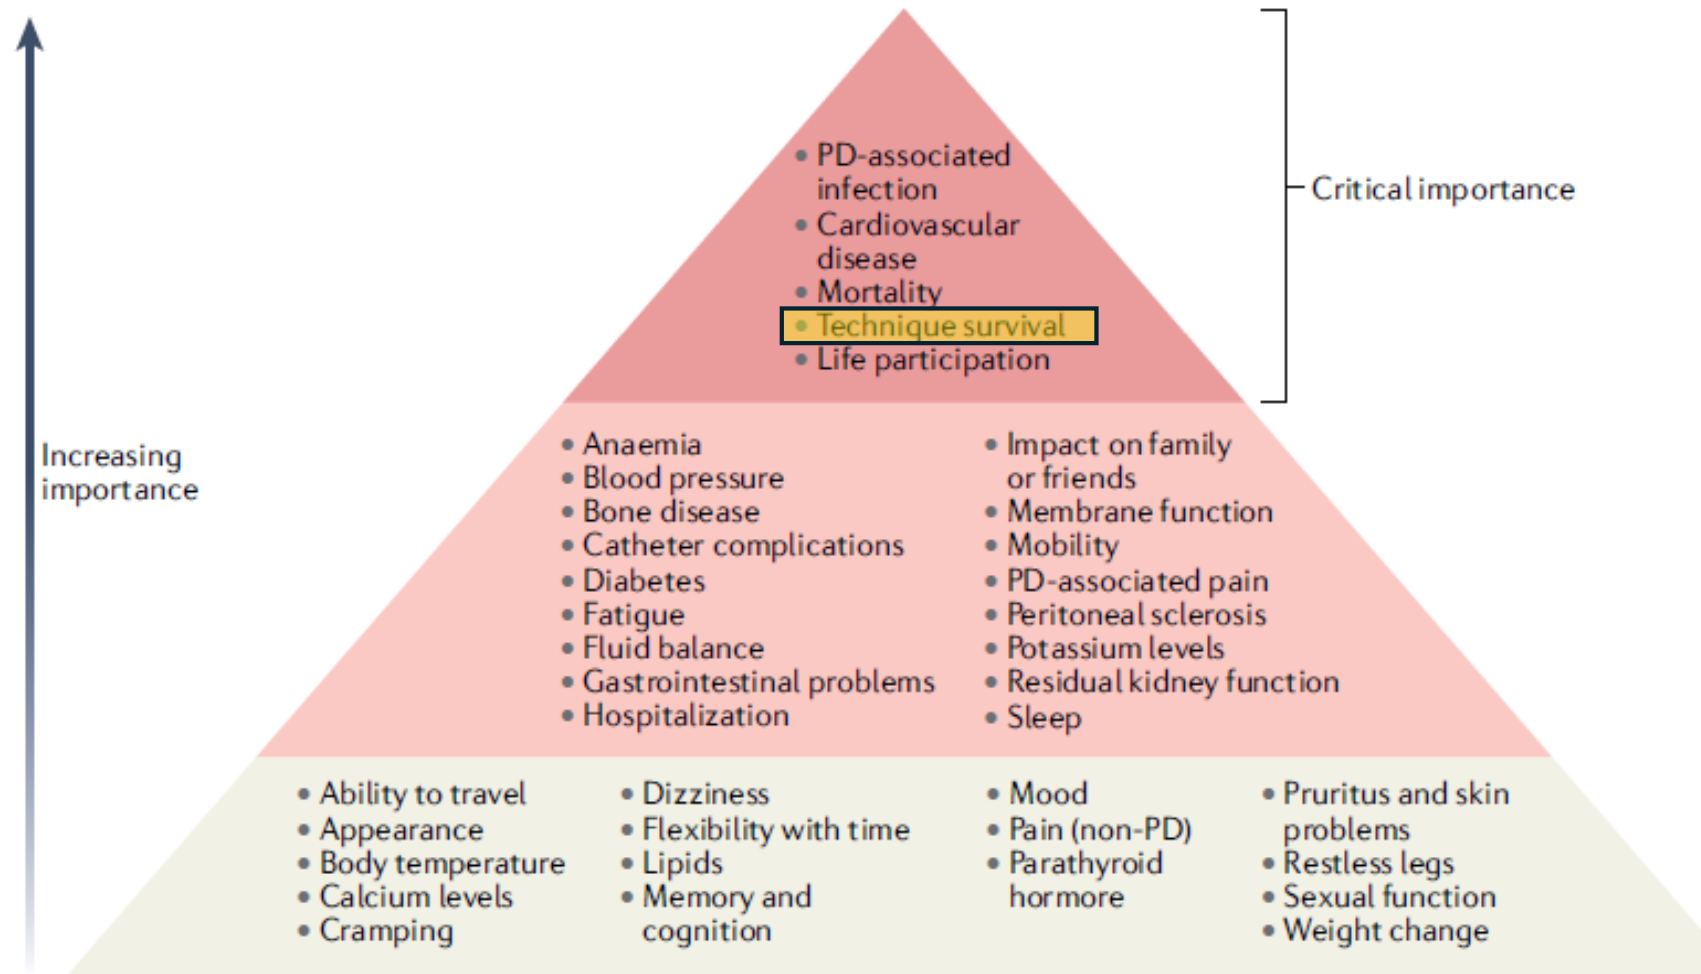 PD-associated
infection
Cardiovascular
disease
Mortality
Technique survival
Life participation
Critical importance
Increasing
importance
Anaemia
Blood pressure
Bone disease
Catheter complications
Diabetes
Fatigue
Fluid balance
Gastrointestinal problems
Hospitalization
Impact on family
or friends
Membrane function
Mobility
PD-associated pain
Peritoneal sclerosis
Potassium levels
Residual kidney function
Sleep
Ability to travel
Appearance
Body temperature
Calcium levels
Cramping
Dizziness
Flexibility with time
Lipids
Memory and
cognition
Mood
Pain (non-PD)
Parathyroid
hormore
Pruritus and skin
problems
Restless legs
Sexual function
Weight change